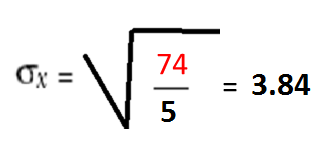 σx = √(74/5) = 3.84